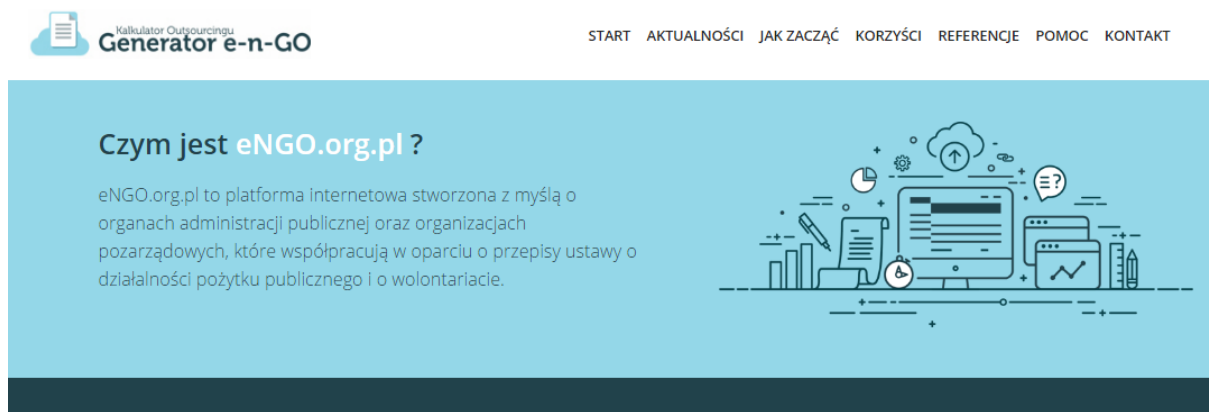 Kalkulator Outsourcingu
Generator e-n-GO
START AKTUALNOŚCI JAK ZACZĄĆ KORZYŚCI REFERENCJE POMOC KONTAKT
Czym jest eNGO.org.pl ?
eNGO.org.pl to platforma internetowa stworzona z myślą o
organach administracji publicznej oraz organizacjach
pozarządowych, które współpracują w oparciu o przepisy ustawy o
działalności pożytku publicznego i o wolontariacie.
=?